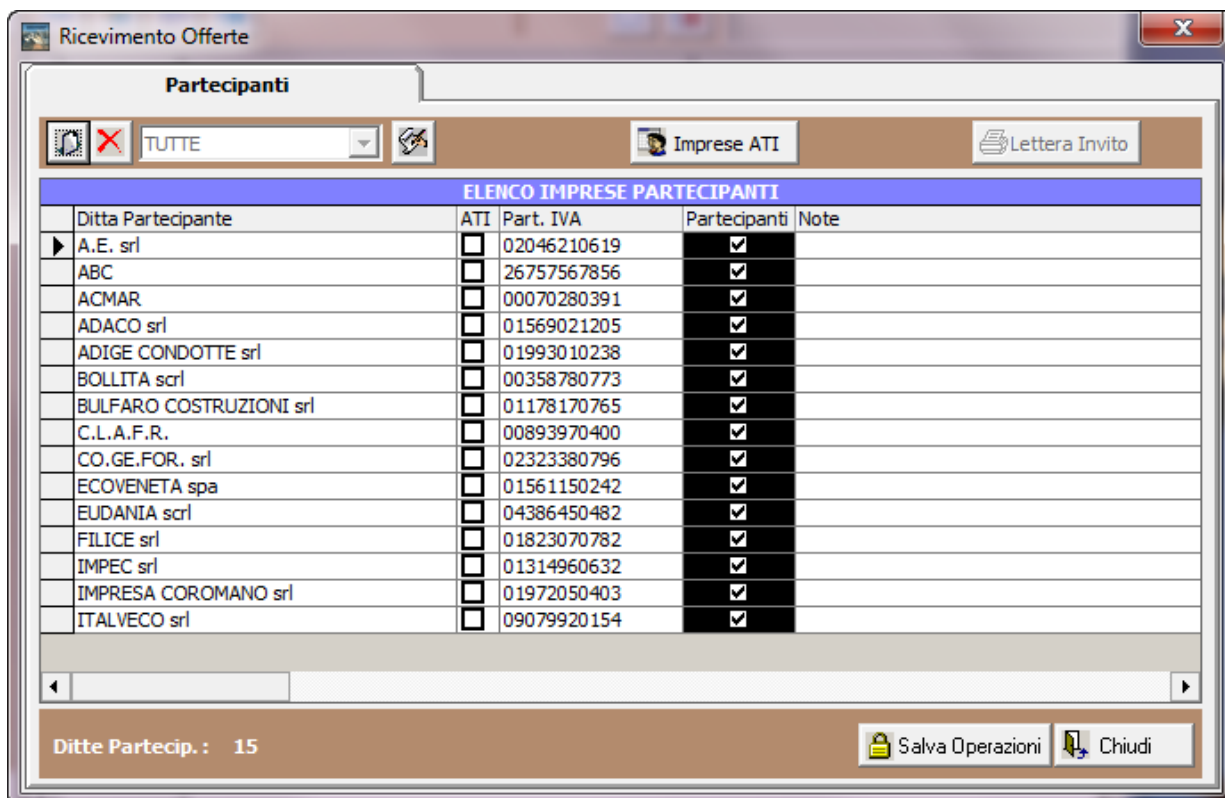 Ricevimento Offerte
Partecipanti
TUTTE Imprese ATI Lettera Invito
ELENCO IMPRESE PARTECIPANTI
Ditta Partecipante ATI Part. IVA Partecipanti Note
A.E. srl 02046210619
ABC 26757567856
ACMAR 00070280391
ADACO srl 01569021205
ADIGE CONDOTTE srl 01993010238
BOLLITA scrl 00358780773
BULFARO COSTRUZIONI srl 01178170765
C.L.A.F.R. 00893970400
CO.GE.FOR. srl 02323380796
ECOVENETA spa 01561150242
EUDANIA scrl 04386450482
FILICE srl 01823070782
IMPEC srl 01314960632
IMPRESA COROMANO srl 01972050403
ITALVECO srl 09079920154
Ditte Partecip. : 15 Salva Operazioni Chiudi